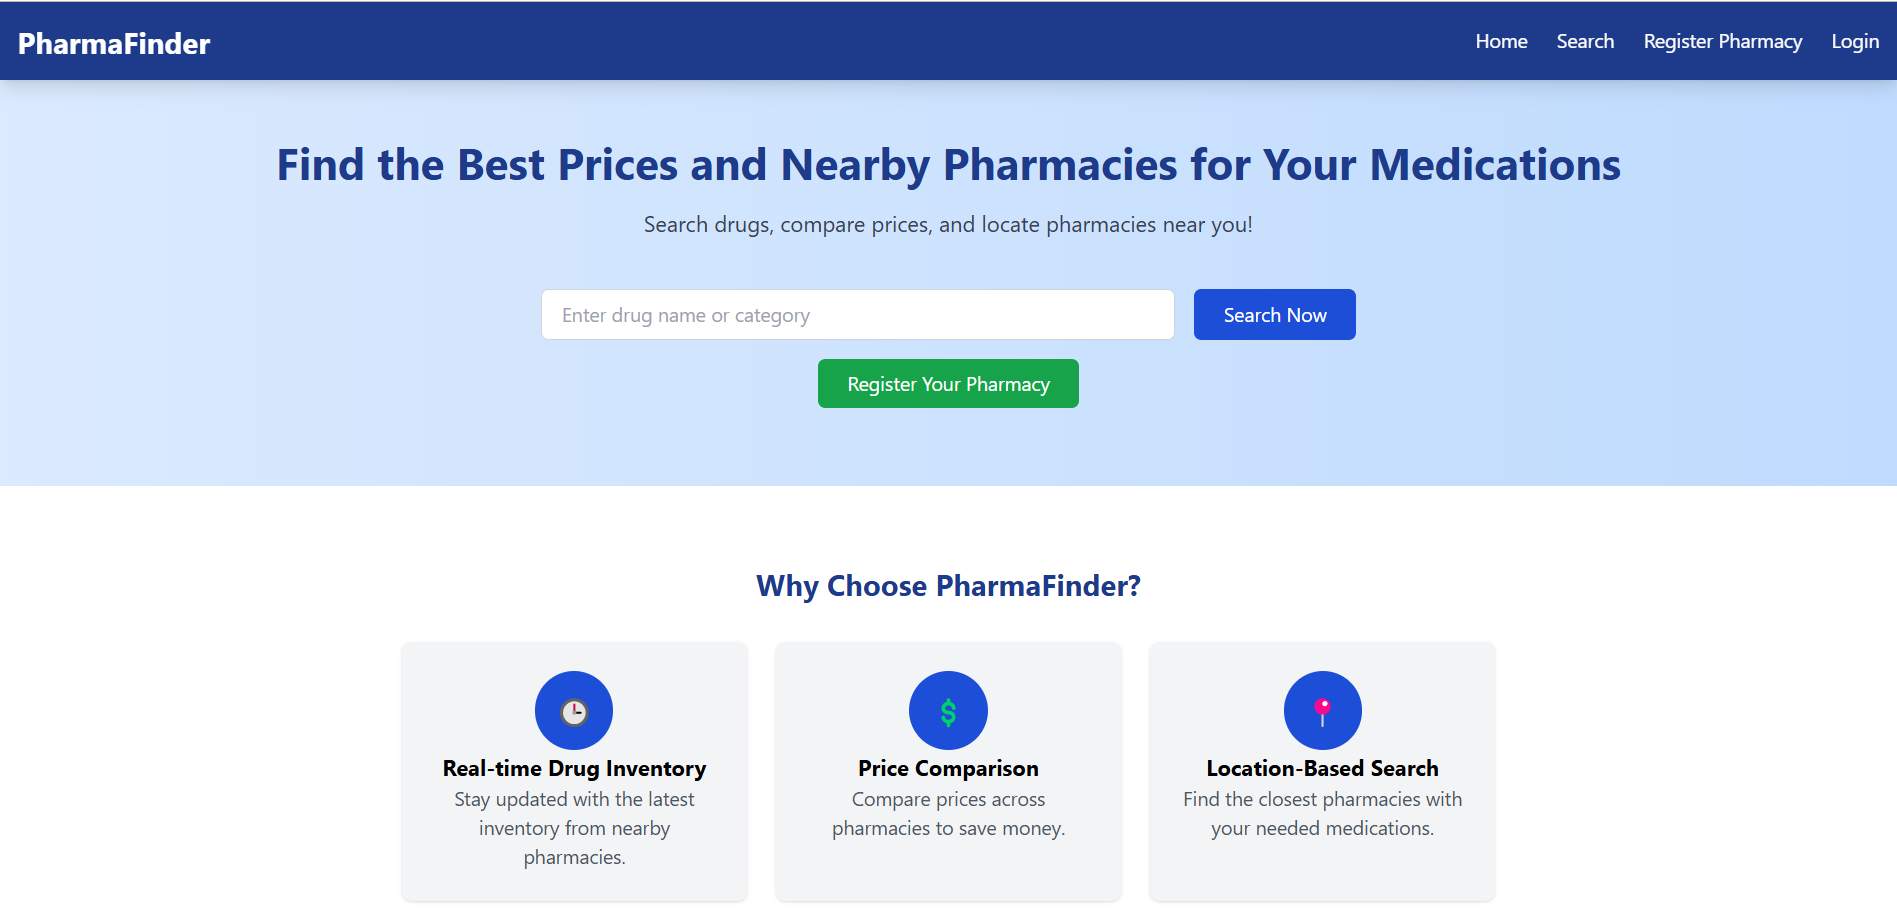 PharmaFinder
Home Search Register Pharmacy Login
Find the Best Prices and Nearby Pharmacies for Your Medications
Search drugs, compare prices, and locate pharmacies near you!
Enter drug name or category
Search Now
Register Your Pharmacy
Why Choose PharmaFinder?
Real-time Drug Inventory
Stay updated with the latest
inventory from nearby
pharmacies.
$
Price Comparison
Compare prices across
pharmacies to save money.
Location-Based Search
Find the closest pharmacies with
your needed medications.